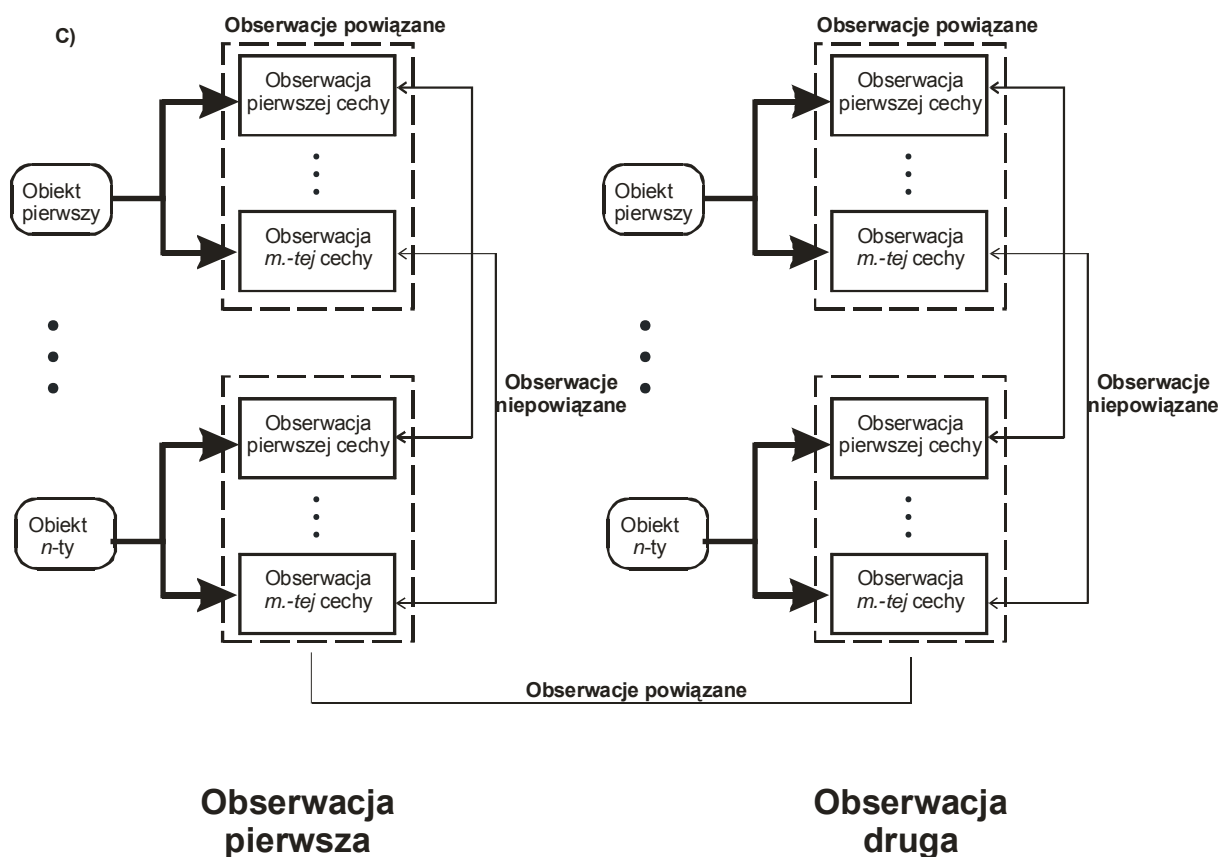 C)
Obserwacje powiązane
Obserwacja
pierwszej cechy
Obiekt
pierwszy
Obserwacja
m.-tej cechy
Obserwacje
niepowiązane
Obserwacja
pierwszej cechy
Obiekt
n-ty
Obserwacja
m.-tej cechy
Obserwacje powiązane
Obserwacja
pierwszej cechy
Obiekt
pierwszy
Obserwacja
m.-tej cechy
Obserwacje
niepowiązane
Obserwacja
pierwszej cechy
Obiekt
n-ty
Obserwacja
m.-tej cechy
Obserwacje powiązane
Obserwacja
pierwsza
Obserwacja
druga